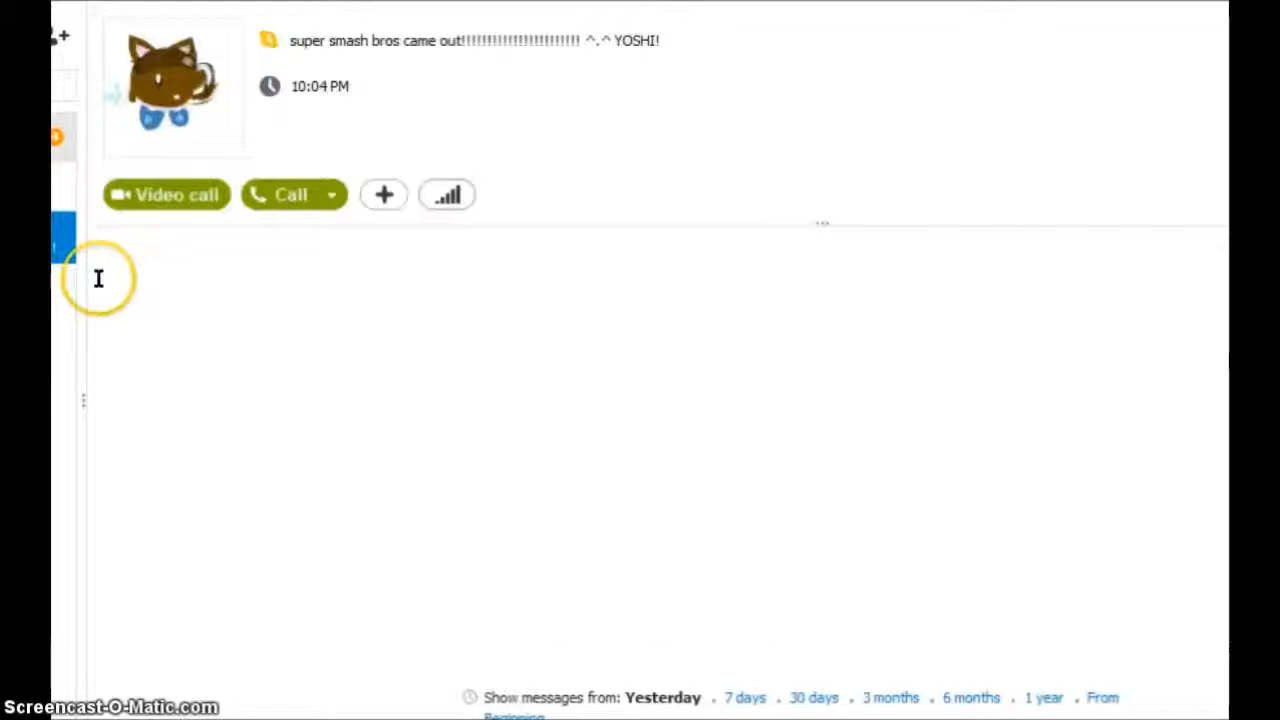 super smash bros came out!!!!!!!!!!!!!!!!!!!!!!! ^.^ YOSHI!
10:04 PM
Video call
Call
Show messages from: Yesterday . 7 days . 30 days . 3 months . 6 months . 1 year . From
Beginning
Screencast-O-Matic.com